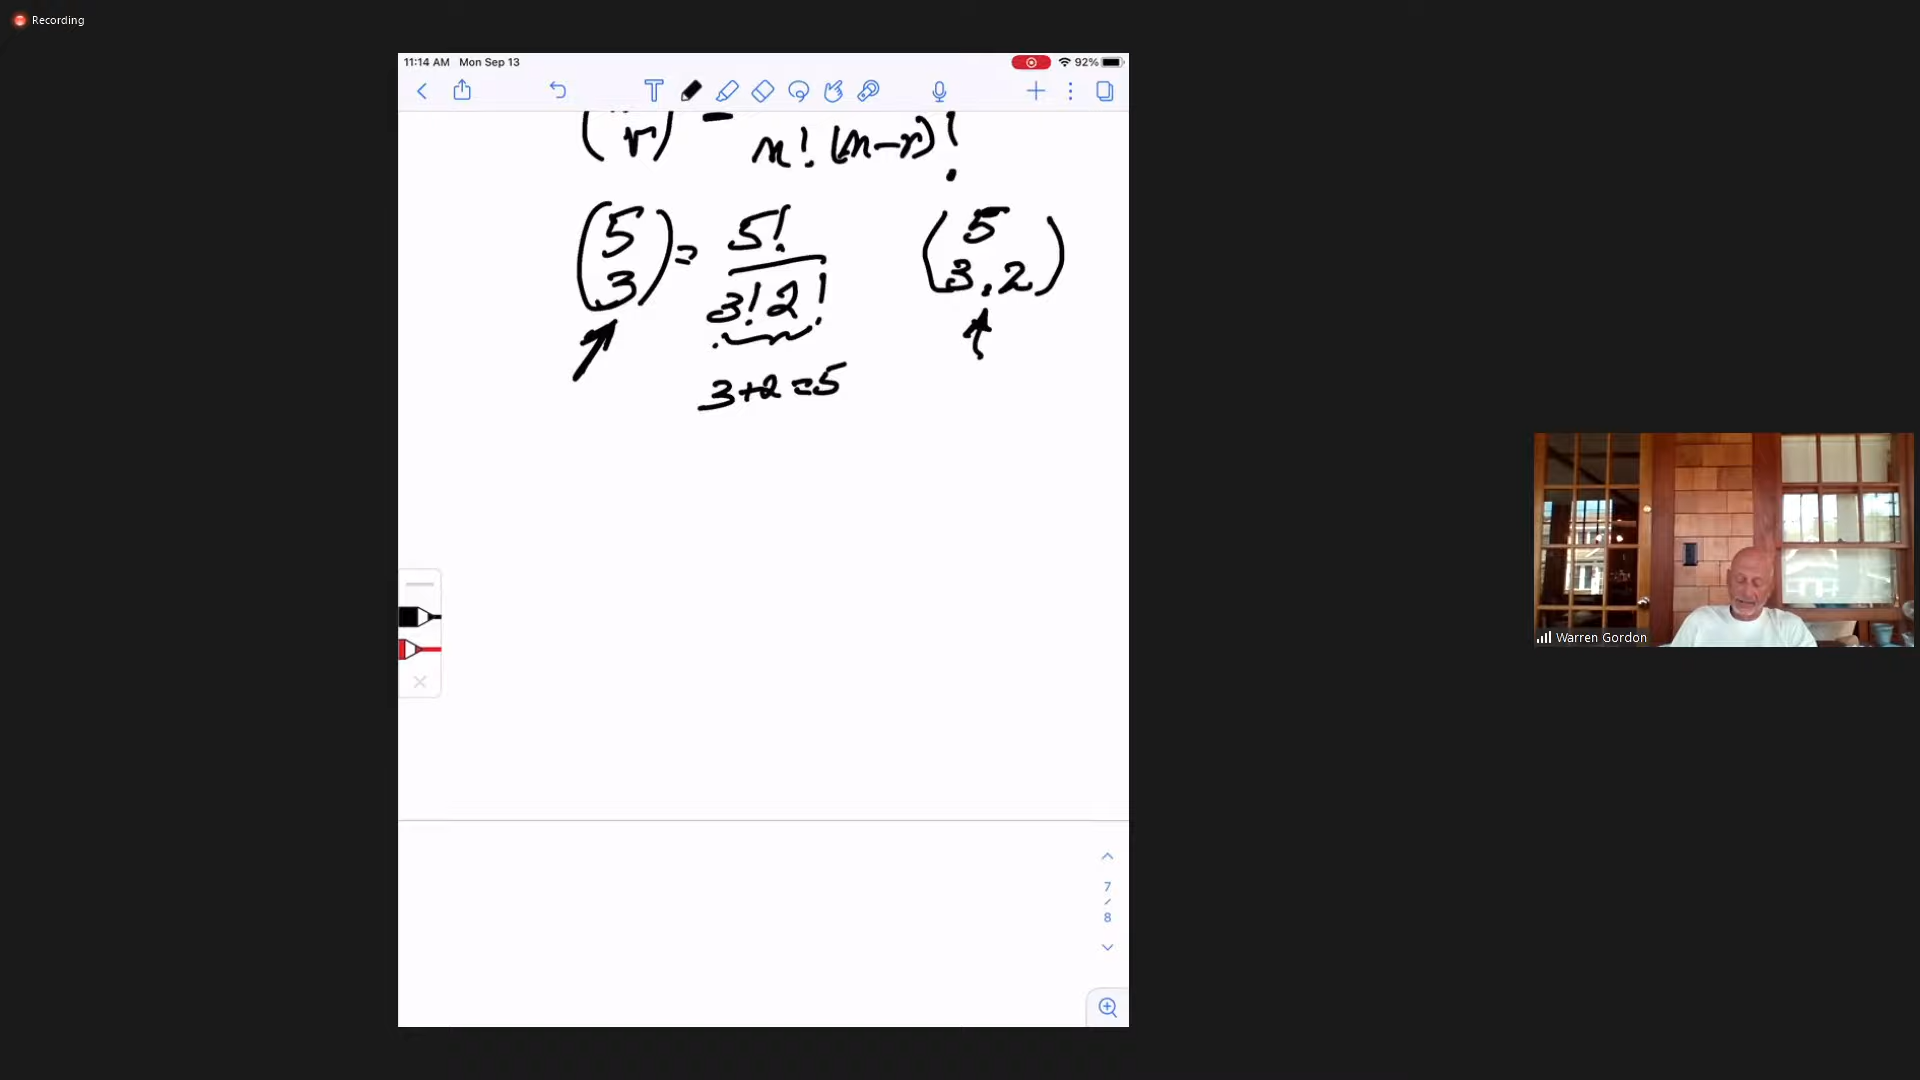 Recording
11:14 AM Mon Sep 13
92%
T
(r) =
n! (n-r)!
(5 3) = 5! / 3! 2!
(5 3,2)
3+2=5
7
/
8
Warren Gordon